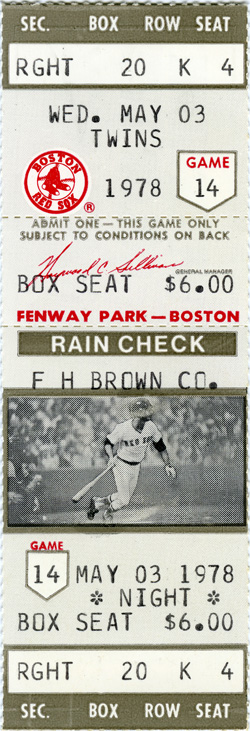 SEC. BOX ROW SEAT
RGHT 20 K 4
WED. MAY 03
TWINS
BOSTON
RED SOX
®
1978
GAME
14
ADMIT ONE—THIS GAME ONLY
SUBJECT TO CONDITIONS ON BACK
Haywood C. Sullivan
GENERAL MANAGER
BOX SEAT $6.00
FENWAY PARK—BOSTON
RAIN CHECK
F H BROWN CO.
RED SOX
GAME
14 MAY 03 1978
* NIGHT *
BOX SEAT $6.00
RGHT 20 K 4
SEC. BOX ROW SEAT